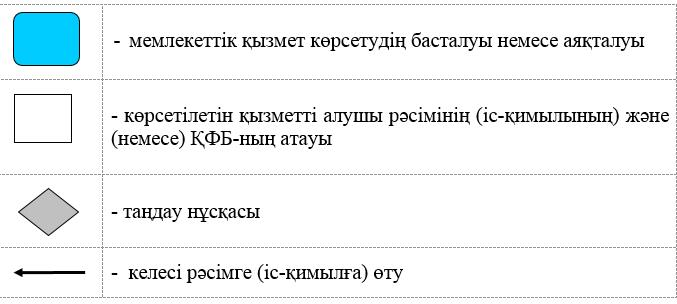 - мемлекеттік қызмет көрсетудің басталуы немесе аяқталуы
- көрсетілетін қызметті алушы рәсімінің (іс-қимылының) және
(немесе) ҚФБ-ның атауы
- таңдау нұсқасы
- келесі рәсімге (іс-қимылға) өту